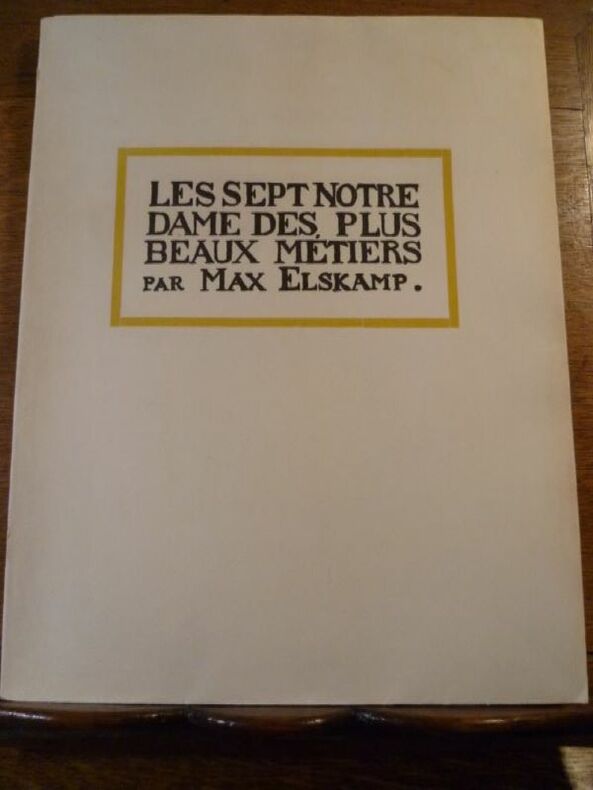 LES SEPT NOTRE
DAME DES PLUS
BEAUX MÉTIERS
PAR MAX ELSKAMP.